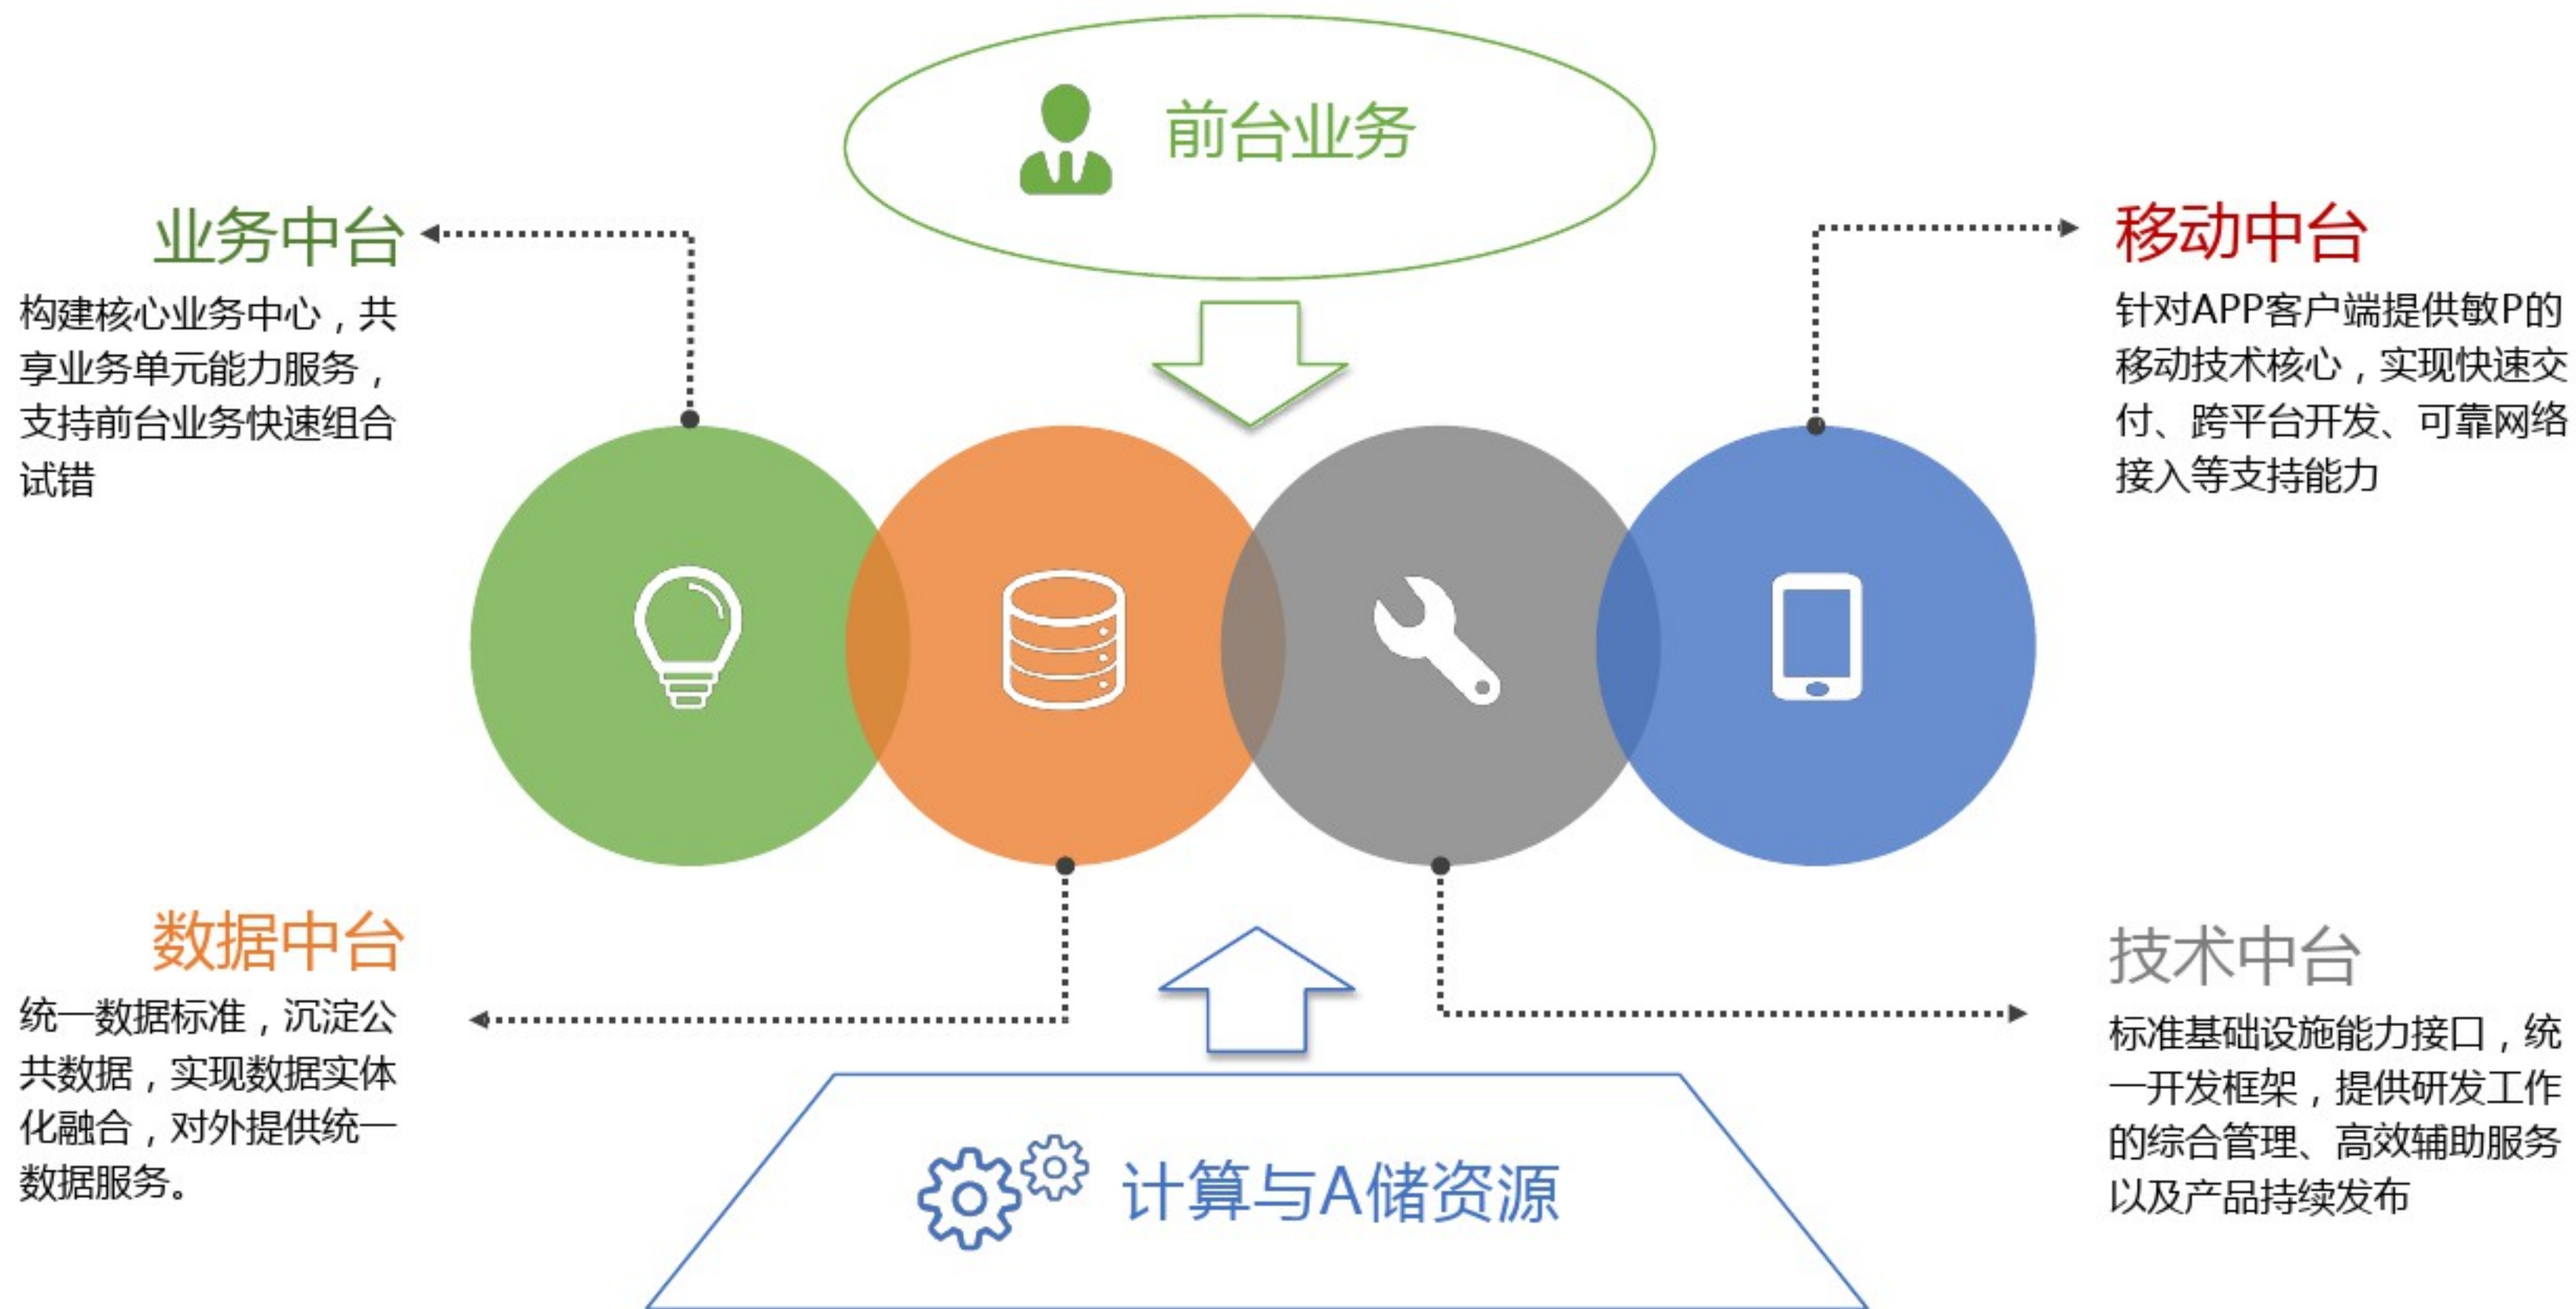 前台业务
业务中台
构建核心业务中心，共
享业务单元能力服务，
支持前台业务快速组合
试错
移动中台
针对APP客户端提供敏P的
移动技术核心，实现快速交
付、跨平台开发、可靠网络
接入等支持能力
数据中台
统一数据标准，沉淀公
共数据，实现数据实体
化融合，对外提供统一
数据服务。
技术中台
标准基础设施能力接口，统
一开发框架，提供研发工作
的综合管理、高效辅助服务
以及产品持续发布
计算与A储资源